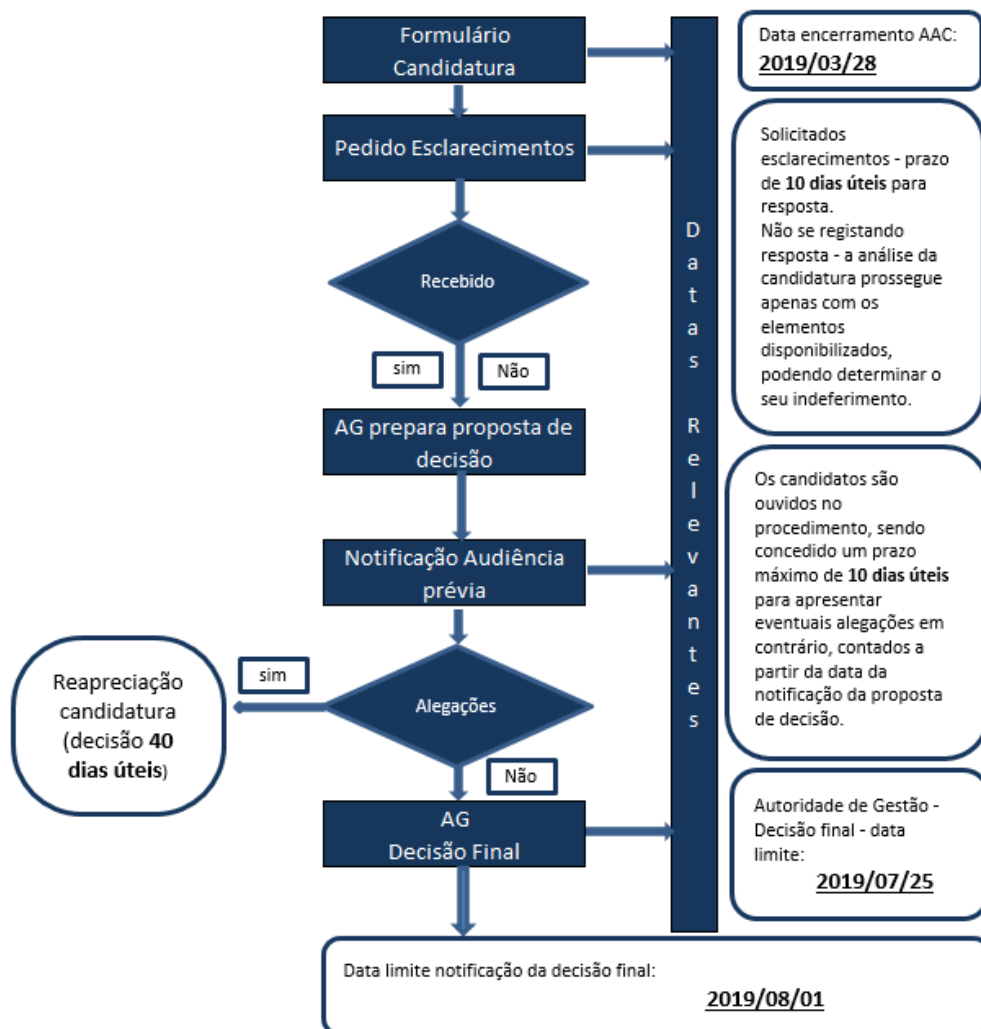 Formulário
Candidatura
Data encerramento AAC:
2019/03/28
Pedido Esclarecimentos
Solicitados
esclarecimentos - prazo
de 10 dias úteis para
resposta.
Não se registando
resposta - a análise da
candidatura prossegue
apenas com os
elementos
disponibilizados,
podendo determinar o
seu indeferimento.
Recebido
sim
Não
AG prepara proposta de
decisão
Notificação Audiência
prévia
Os candidatos são
ouvidos no
procedimento, sendo
concedido um prazo
máximo de 10 dias úteis
para apresentar
eventuais alegações em
contrário, contados a
partir da data da
notificação da proposta
de decisão.
Datas Relevantes
Alegações
sim
Reapreciação
candidatura
(decisão 40
dias úteis)
Não
AG
Decisão Final
Autoridade de Gestão -
Decisão final - data
limite:
2019/07/25
Data limite notificação da decisão final:
2019/08/01